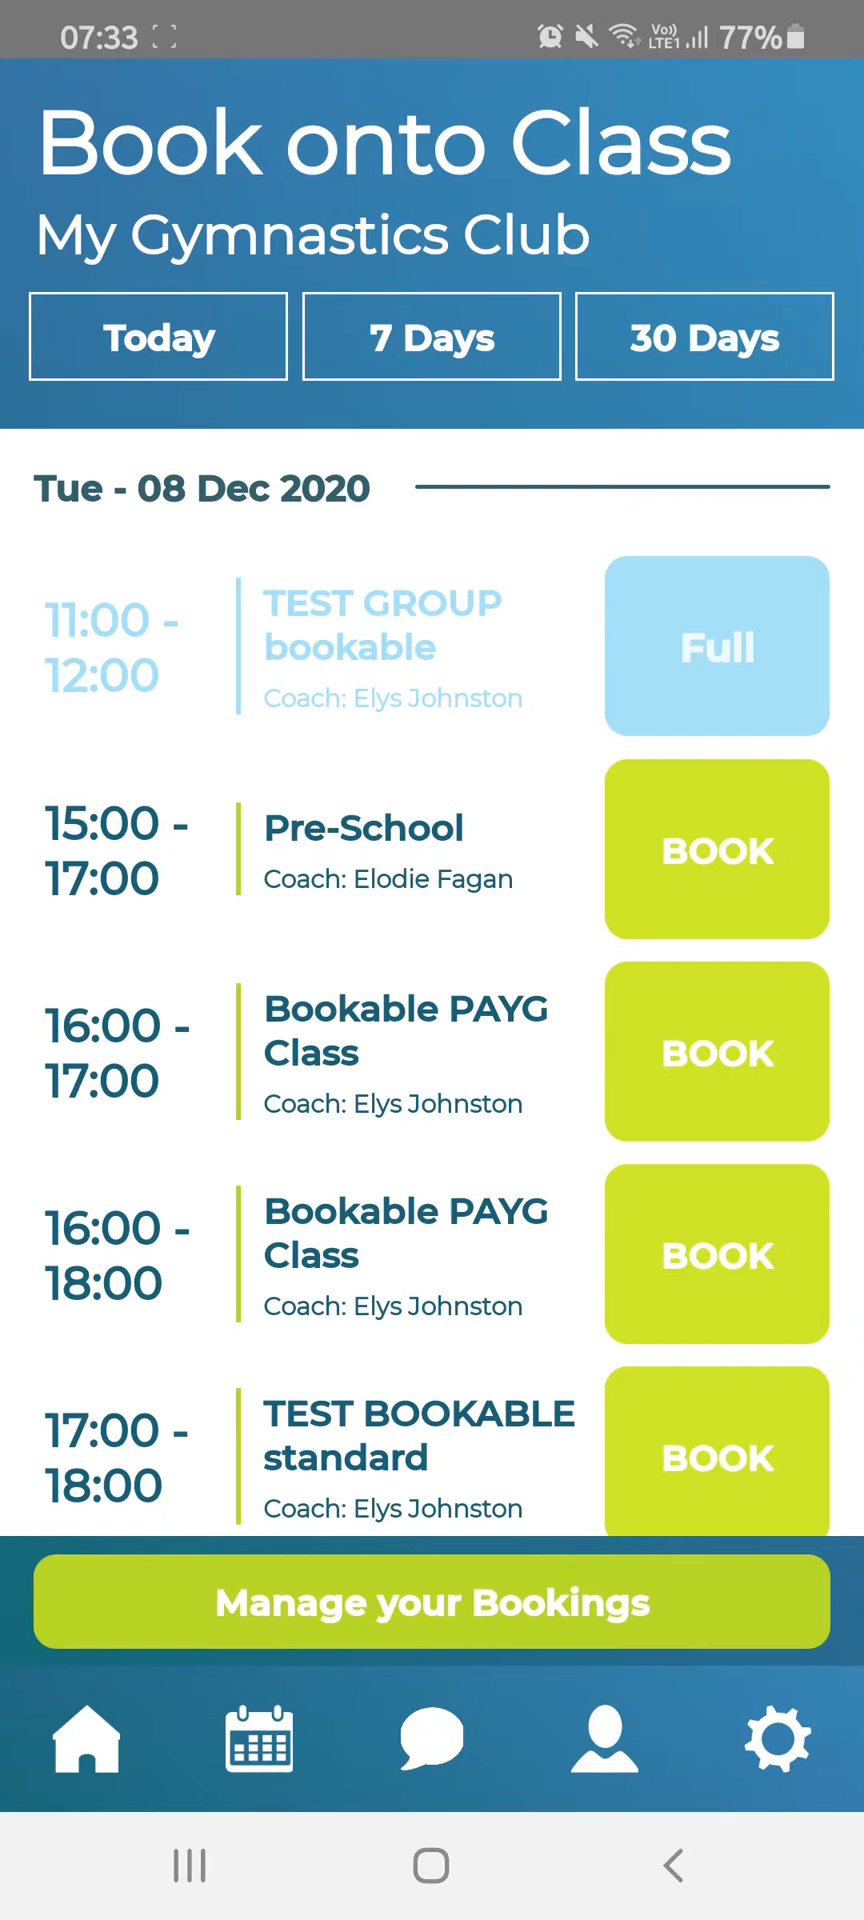 07:33
Vo))
LTE1
77%
Book onto Class
My Gymnastics Club
Today
7 Days
30 Days
Tue - 08 Dec 2020
11:00 -
12:00
TEST GROUP
bookable
Coach: Elys Johnston
Full
15:00 -
17:00
Pre-School
Coach: Elodie Fagan
BOOK
16:00 -
17:00
Bookable PAYG
Class
Coach: Elys Johnston
BOOK
16:00 -
18:00
Bookable PAYG
Class
Coach: Elys Johnston
BOOK
17:00 -
18:00
TEST BOOKABLE
standard
Coach: Elys Johnston
BOOK
Manage your Bookings